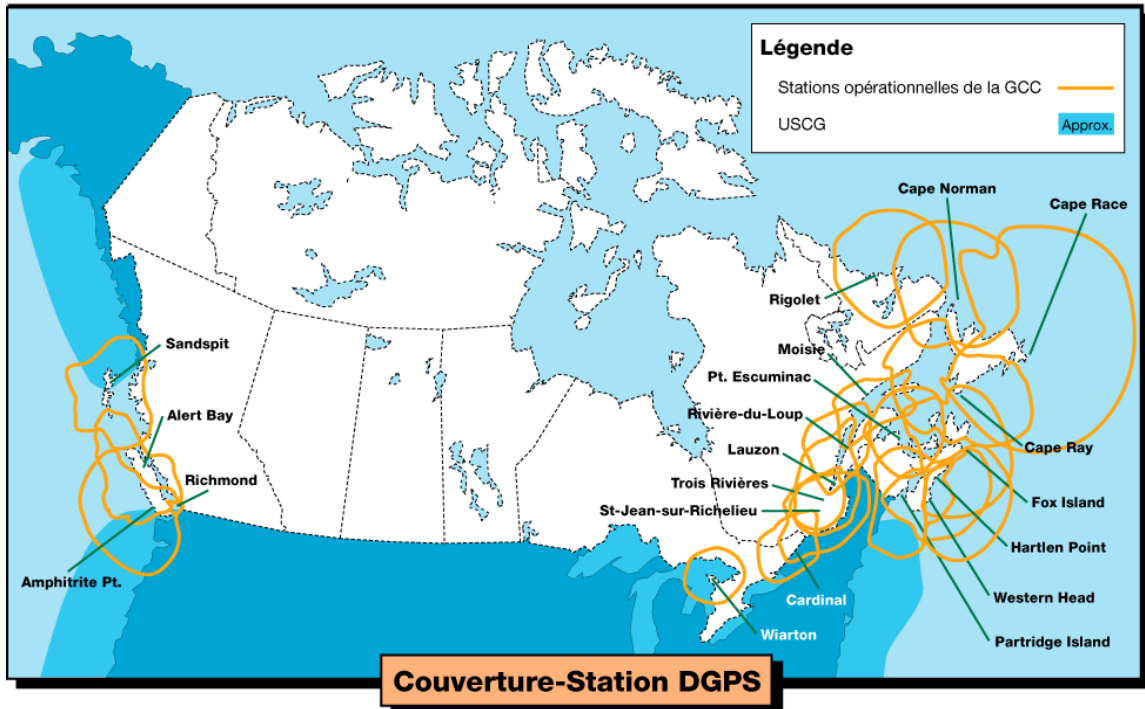 Légende
Stations opérationnelles de la GCC
USCG
Approx.
Cape Norman
Cape Race
Rigolet
Sandspit
Moisie
Pt. Escuminac
Alert Bay
Rivière-du-Loup
Lauzon
Cape Ray
Richmond
Trois Rivières
Fox Island
St-Jean-sur-Richelieu
Hartlen Point
Amphitrite Pt.
Western Head
Cardinal
Wiarton
Partridge Island
Couverture-Station DGPS